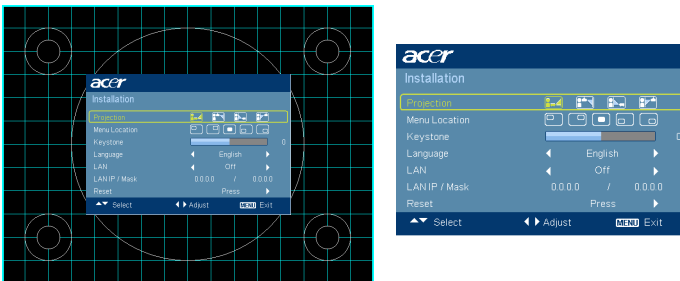 acer
Installation
Projection
Menu Location
Keystone 0
Language English
LAN Off
LAN IP / Mask 0.0.0.0 / 0.0.0.0
Reset Press
Select Adjust MENU Exit
acer
Installation
Projection
Menu Location
Keystone
Language English
LAN Off
LAN IP / Mask 0.0.0.0 / 0.0.0.0
Reset Press
Select Adjust MENU Exit